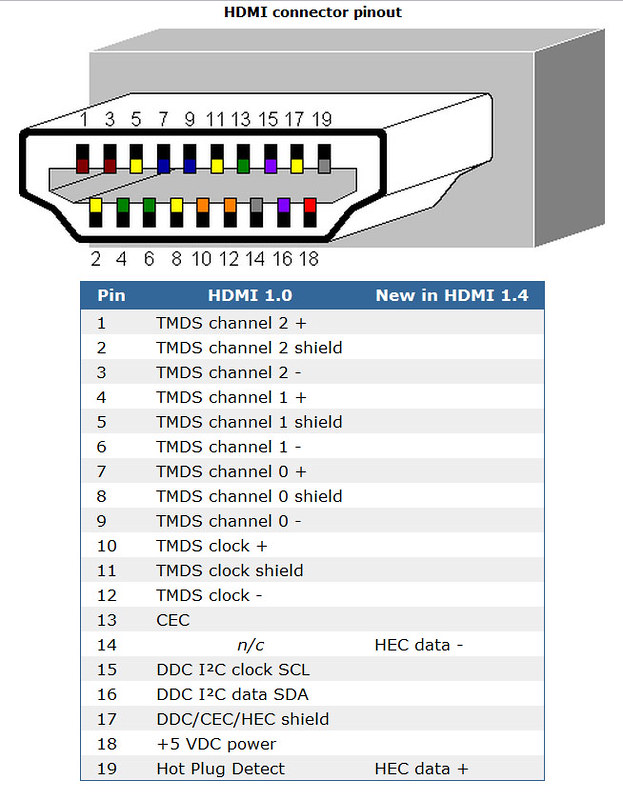 HDMI connector pinout
1 3 5 7 9 11 13 15 17 19
2 4 6 8 10 12 14 16 18
Pin HDMI 1.0 New in HDMI 1.4
1 TMDS channel 2 +
2 TMDS channel 2 shield
3 TMDS channel 2 -
4 TMDS channel 1 +
5 TMDS channel 1 shield
6 TMDS channel 1 -
7 TMDS channel 0 +
8 TMDS channel 0 shield
9 TMDS channel 0 -
10 TMDS clock +
11 TMDS clock shield
12 TMDS clock -
13 CEC
14 n/c HEC data -
15 DDC I²C clock SCL
16 DDC I²C data SDA
17 DDC/CEC/HEC shield
18 +5 VDC power
19 Hot Plug Detect HEC data +